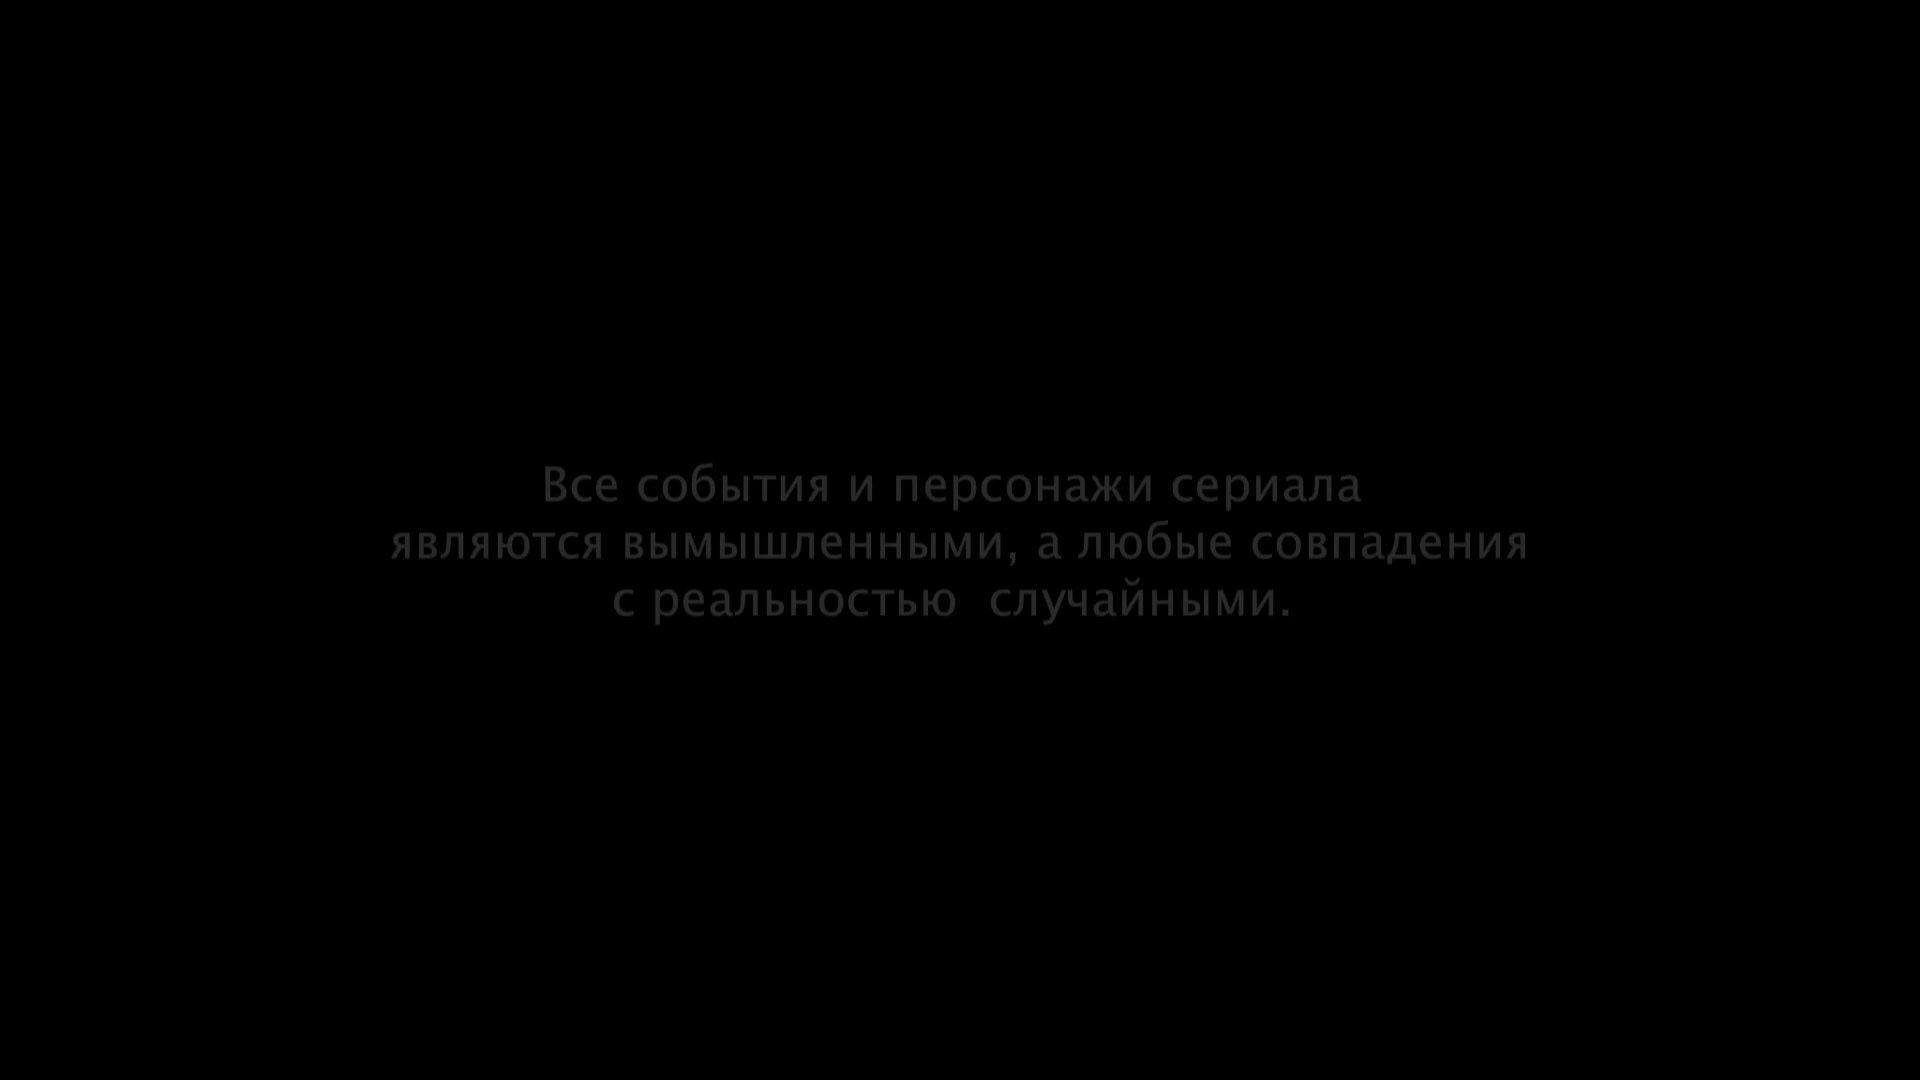 Все события и персонажи сериала
являются вымышленными, а любые совпадения
с реальностью  случайными.